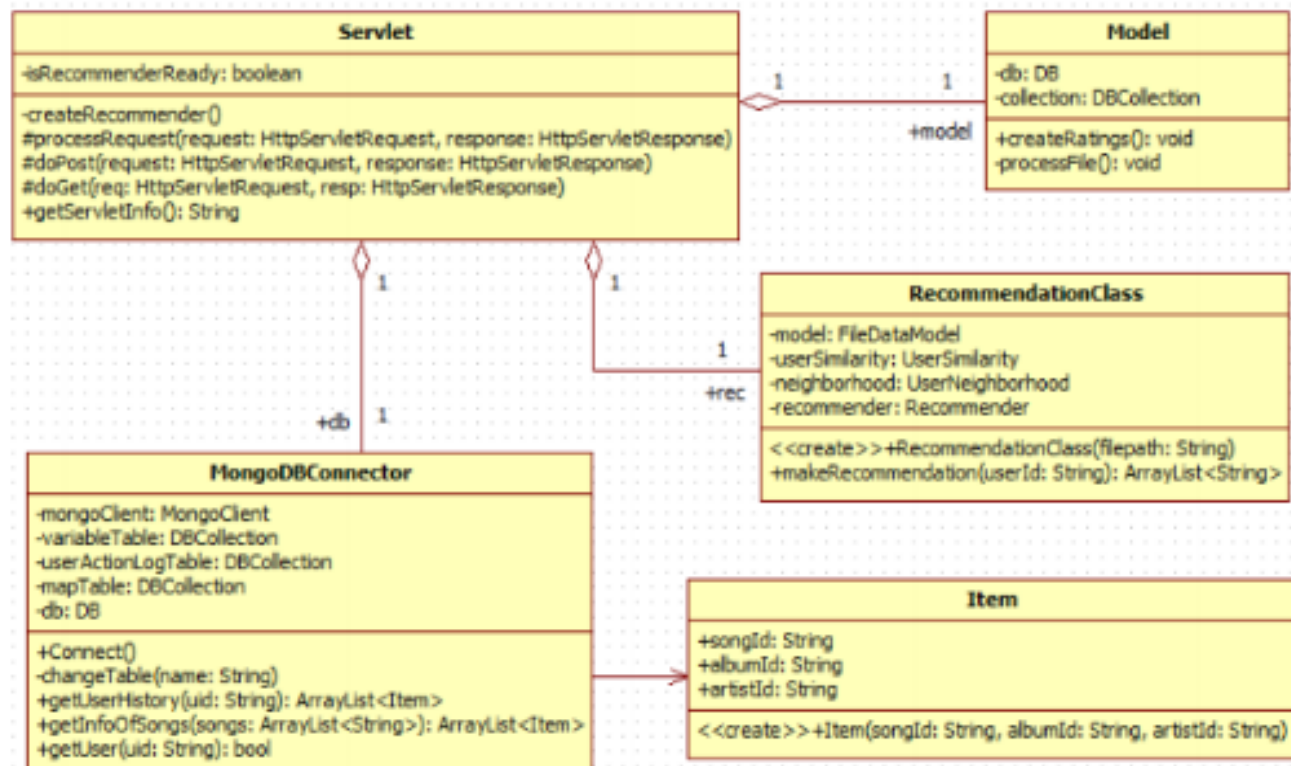 Servlet
-isRecommenderReady: boolean
-createRecommender()
#processRequest(request: HttpServletRequest, response: HttpServletResponse)
#doPost(request: HttpServletRequest, response: HttpServletResponse)
#doGet(req: HttpServletRequest, resp: HttpServletResponse)
+getServletInfo(): String
1
1
+model
Model
-db: DB
-collection: DBCollection
+createRatings(): void
-processFile(): void
1
1
1
+rec
RecommendationClass
-model: FileDataModel
-userSimilarity: UserSimilarity
-neighborhood: UserNeighborhood
-recommender: Recommender
<<create>>+RecommendationClass(filepath: String)
+makeRecommendation(userId: String): ArrayList<String>
+db
1
MongoDBConnector
-mongoClient: MongoClient
-variableTable: DBCollection
-userActionLogTable: DBCollection
-mapTable: DBCollection
-db: DB
+Connect()
-changeTable(name: String)
+getUserHistory(uid: String): ArrayList<Item>
+getInfoOfSongs(songs: ArrayList<String>): ArrayList<Item>
+getUser(uid: String): bool
Item
+songId: String
+albumId: String
+artistId: String
<<create>>+Item(songId: String, albumId: String, artistId: String)